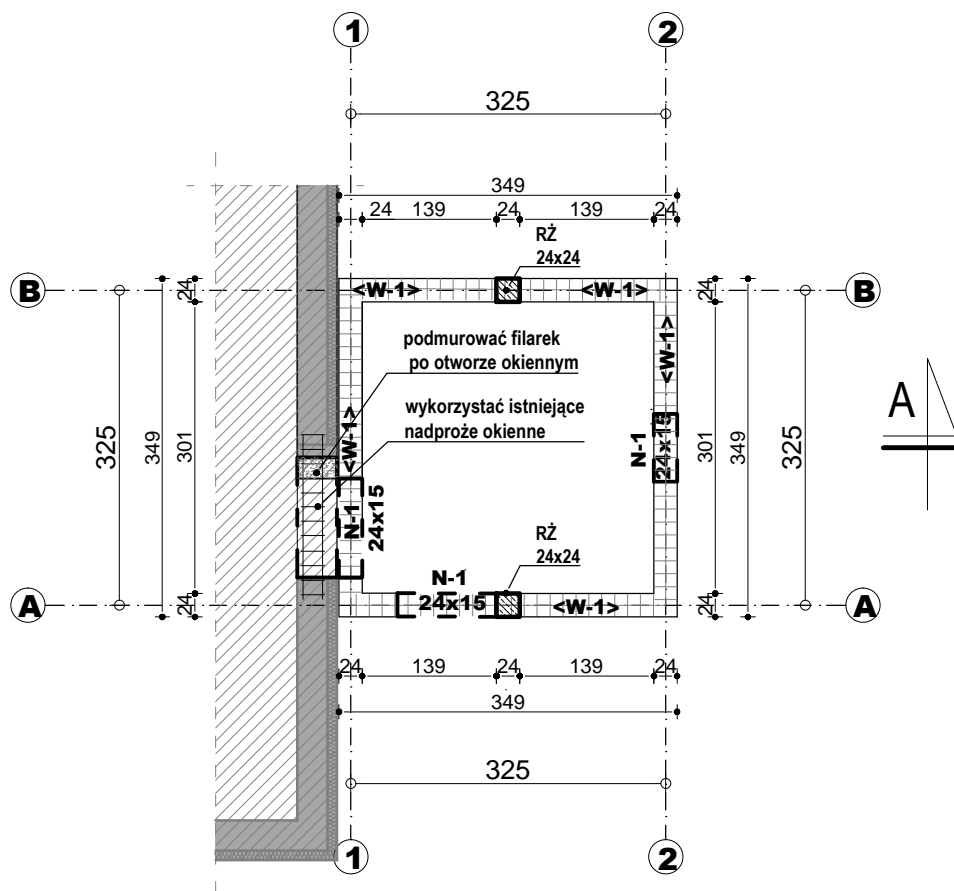 1
2
325
349
24
139
24
139
24
RŻ
24x24
B
B
<W-1>
<W-1>
24
podmurować filarek
po otworze okiennym
wykorzystać istniejące
nadproże okienne
<W-1>
<W-1>
N-1
24x15
N-1
24x15
325
349
301
301
349
325
A
RŻ
24x24
N-1
24x15
<W-1>
A
A
24
24
24
139
24
139
24
349
325
1
2